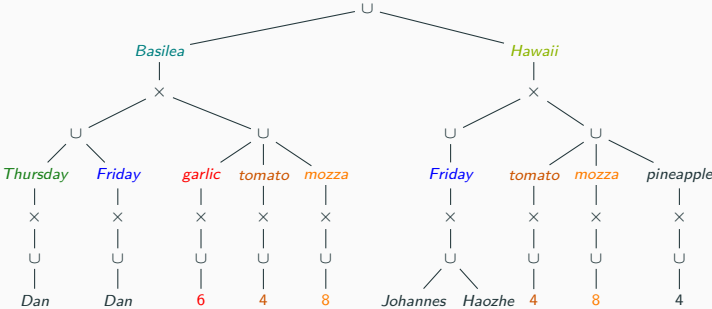 ∪
Basilea Hawaii
× ×
∪ ∪ ∪ ∪
Thursday Friday garlic tomato mozza Friday tomato mozza pineapple
× × × × × × × × ×
∪ ∪ ∪ ∪ ∪ ∪ ∪ ∪ ∪
Dan Dan 6 4 8 Johannes Haozhe 4 8 4